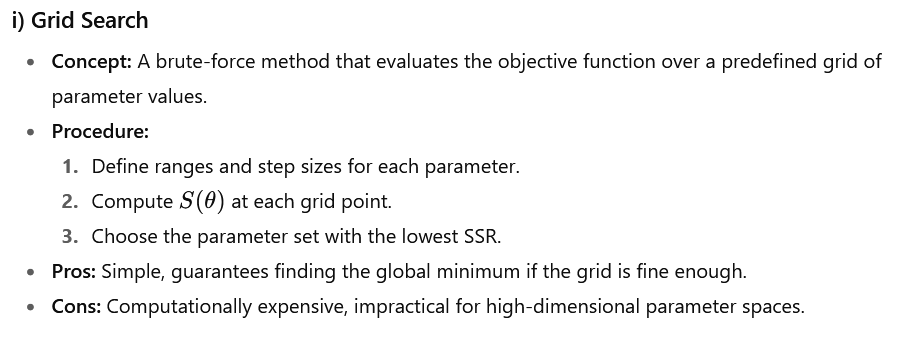 i) Grid Search
• Concept: A brute-force method that evaluates the objective function over a predefined grid of
parameter values.
• Procedure:
1. Define ranges and step sizes for each parameter.
2. Compute S(θ) at each grid point.
3. Choose the parameter set with the lowest SSR.
• Pros: Simple, guarantees finding the global minimum if the grid is fine enough.
• Cons: Computationally expensive, impractical for high-dimensional parameter spaces.